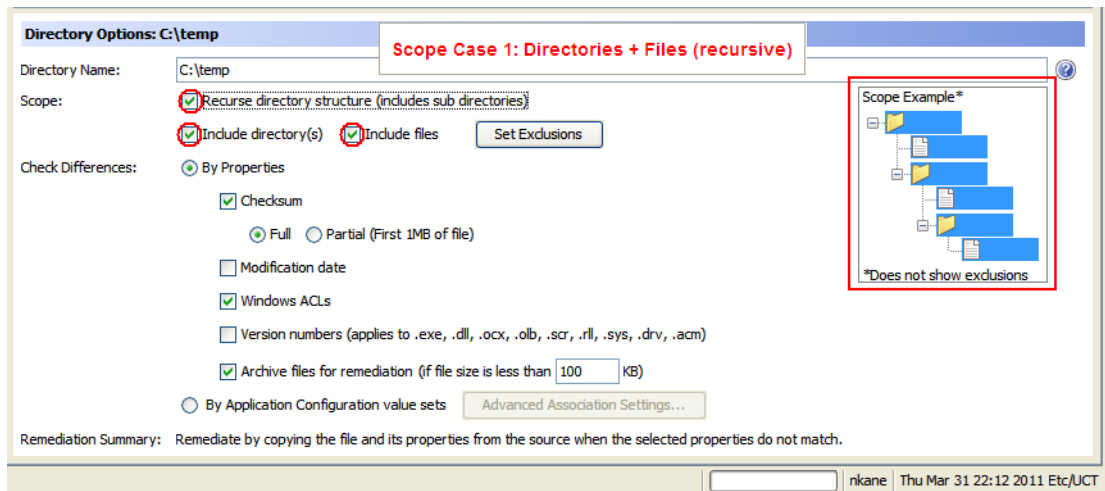 Directory Options: C:\temp
Scope Case 1: Directories + Files (recursive)
Directory Name: C:\temp
Scope: Recurse directory structure (includes sub directories)
Include directory(s) Include files Set Exclusions
Scope Example*
*Does not show exclusions
Check Differences: By Properties
Checksum
Full Partial (First 1MB of file)
Modification date
Windows ACLs
Version numbers (applies to .exe, .dll, .ocx, .olb, .scr, .rll, .sys, .drv, .acm)
Archive files for remediation (if file size is less than 100 KB)
By Application Configuration value sets Advanced Association Settings...
Remediation Summary: Remediate by copying the file and its properties from the source when the selected properties do not match.
nkane Thu Mar 31 22:12 2011 Etc/UCT